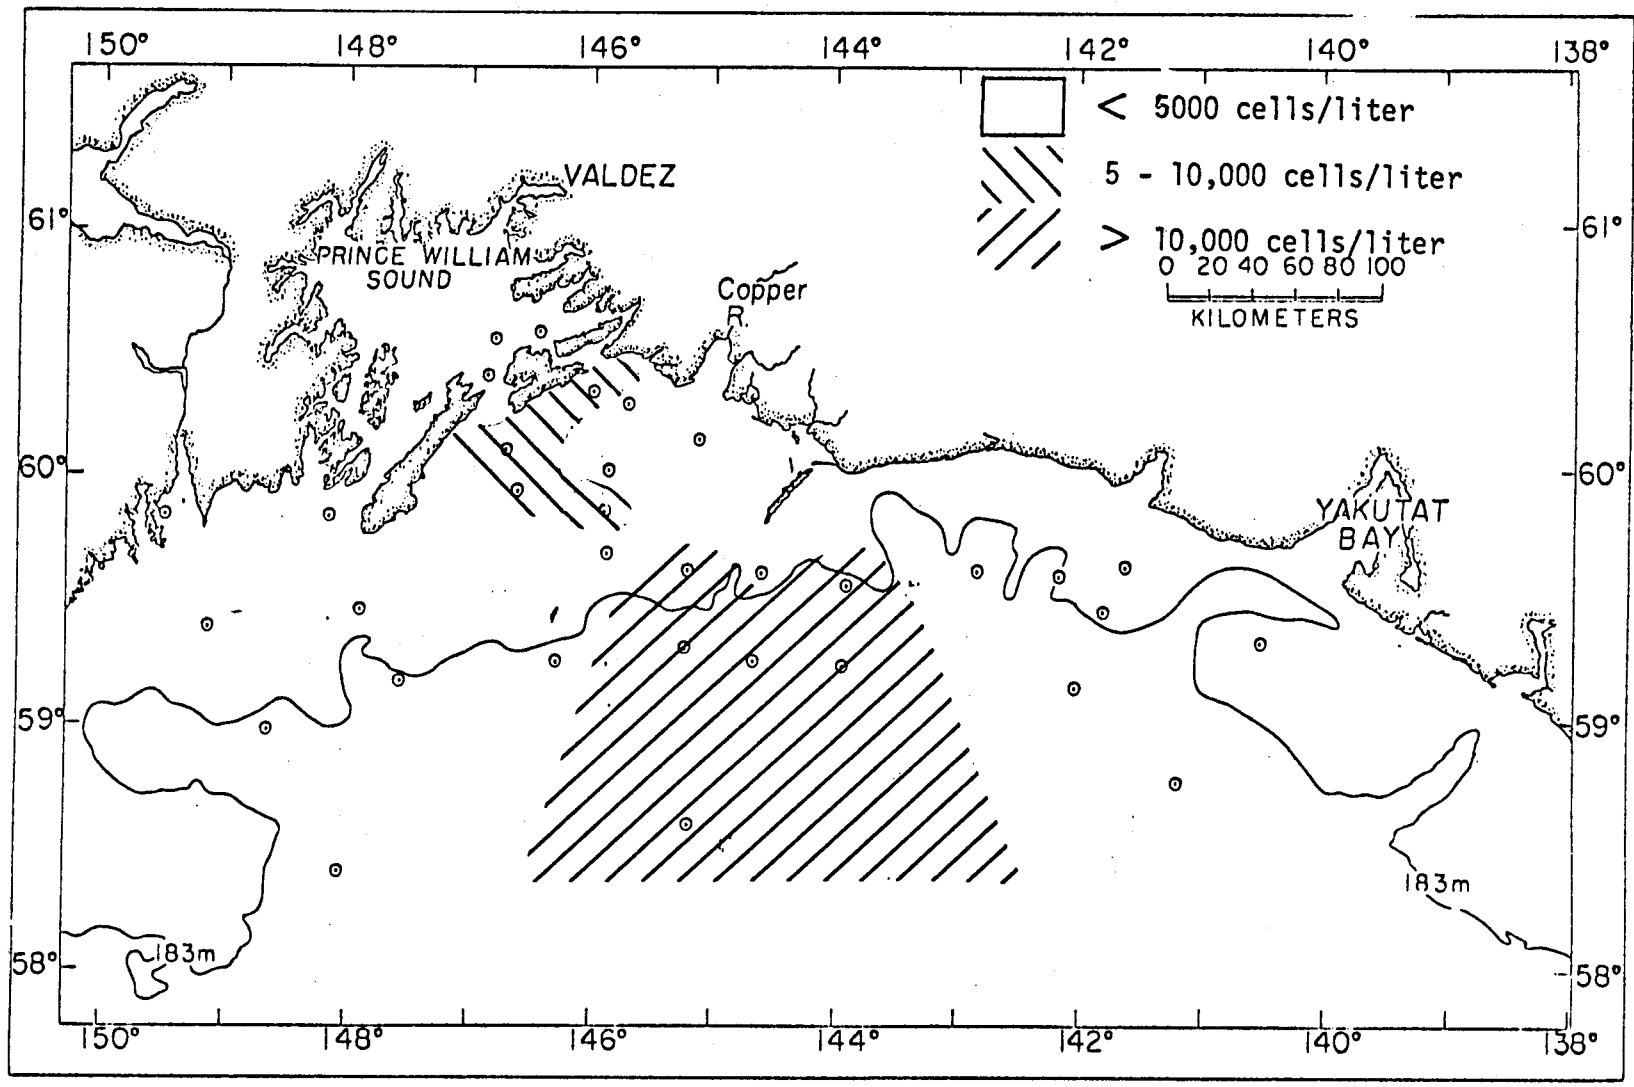 150° 148° 146° 144° 142° 140° 138°
< 5000 cells/liter
5 - 10,000 cells/liter
> 10,000 cells/liter
0 20 40 60 80 100
KILOMETERS
VALDEZ
61° 61°
PRINCE WILLIAM
SOUND
Copper
R.
60° 60°
YAKUTAT
BAY
59° 59°
183m
183m
58° 58°
150° 148° 146° 144° 142° 140° 138°